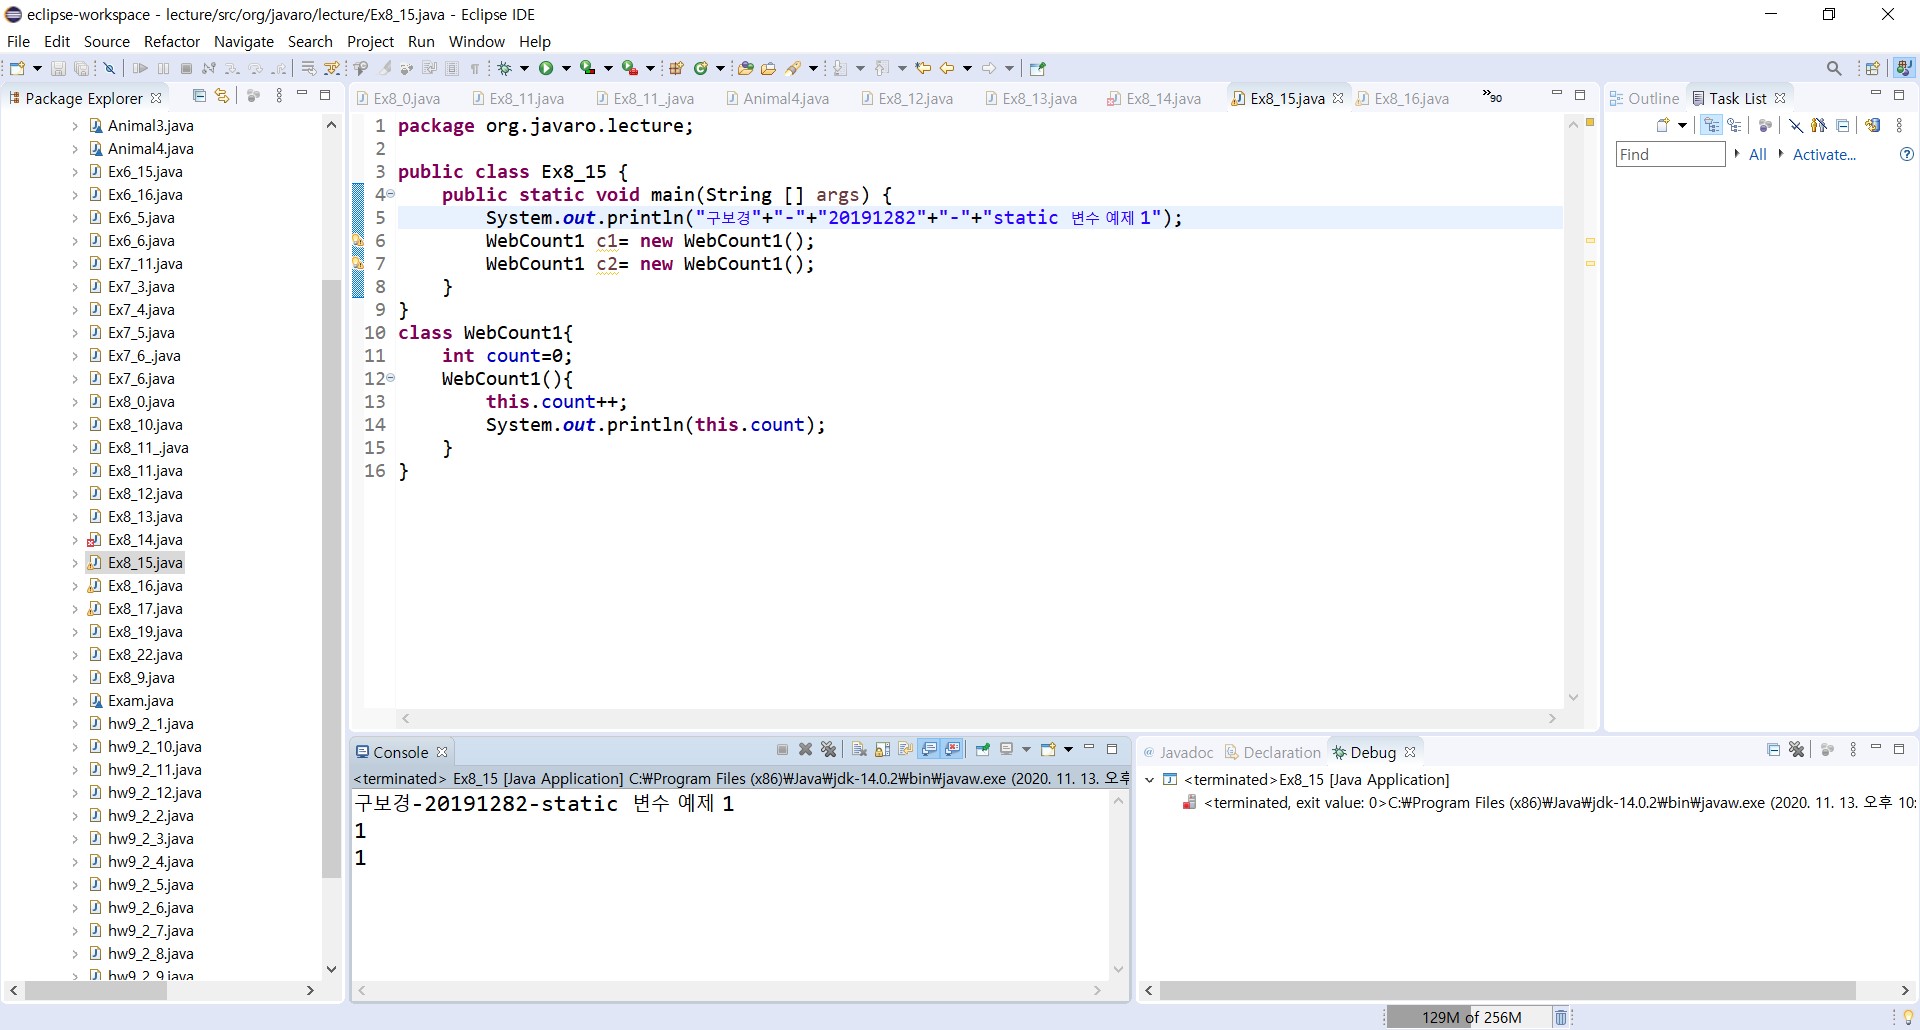 eclipse-workspace - lecture/src/org/javaro/lecture/Ex8_15.java - Eclipse IDE
File Edit Source Refactor Navigate Search Project Run Window Help
Package Explorer
Animal3.java
Animal4.java
Ex6_15.java
Ex6_16.java
Ex6_5.java
Ex6_6.java
Ex7_11.java
Ex7_3.java
Ex7_4.java
Ex7_5.java
Ex7_6_.java
Ex7_6.java
Ex8_0.java
Ex8_10.java
Ex8_11_.java
Ex8_11.java
Ex8_12.java
Ex8_13.java
Ex8_14.java
Ex8_15.java
Ex8_16.java
Ex8_17.java
Ex8_19.java
Ex8_22.java
Ex8_9.java
Exam.java
hw9_2_1.java
hw9_2_10.java
hw9_2_11.java
hw9_2_12.java
hw9_2_2.java
hw9_2_3.java
hw9_2_4.java
hw9_2_5.java
hw9_2_6.java
hw9_2_7.java
hw9_2_8.java
hw9_2_9.java
Ex8_0.java Ex8_11.java Ex8_11_.java Animal4.java Ex8_12.java Ex8_13.java Ex8_14.java Ex8_15.java Ex8_16.java »90
1 package org.javaro.lecture;
2
3 public class Ex8_15 {
4 public static void main(String [] args) {
5 System.out.println("구보경"+"-"+"20191282"+"-"+"static 변수 예제 1");
6 WebCount1 c1= new WebCount1();
7 WebCount1 c2= new WebCount1();
8 }
9 }
10 class WebCount1{
11 int count=0;
12 WebCount1(){
13 this.count++;
14 System.out.println(this.count);
15 }
16 }
Outline Task List
Find All Activate...
Console
<terminated> Ex8_15 [Java Application] C:₩Program Files (x86)₩Java₩jdk-14.0.2₩bin₩javaw.exe (2020. 11. 13. 오후
구보경-20191282-static 변수 예제 1
1
1
@ Javadoc Declaration Debug
<terminated>Ex8_15 [Java Application]
<terminated, exit value: 0>C:₩Program Files (x86)₩Java₩jdk-14.0.2₩bin₩javaw.exe (2020. 11. 13. 오후 10:
129M of 256M